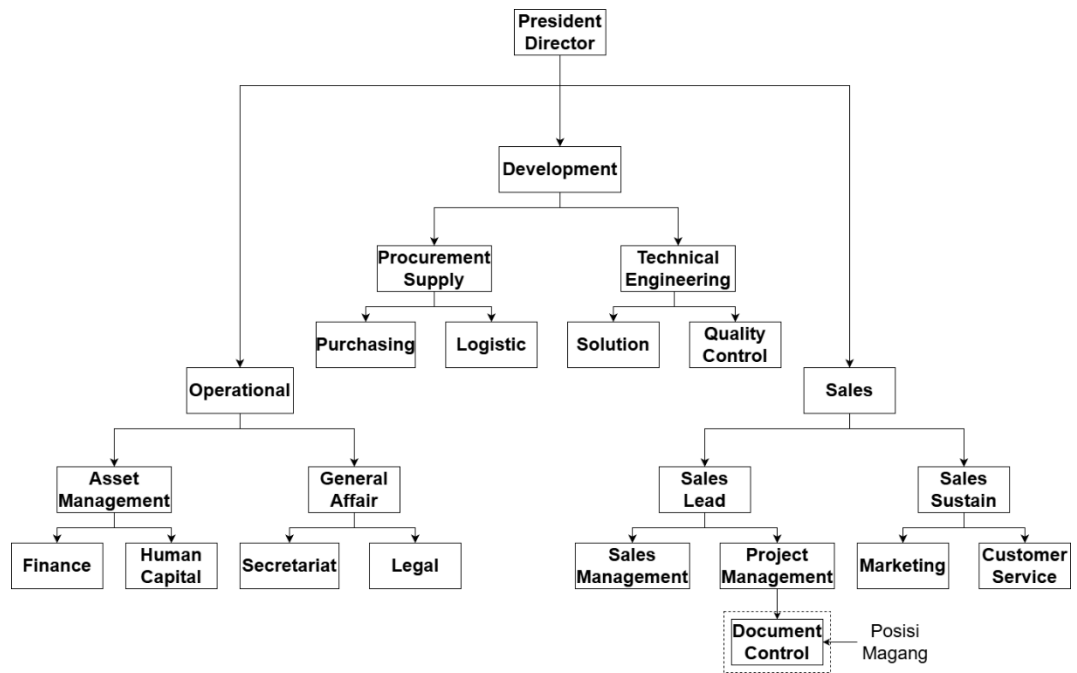 President
Director
Development
Procurement
Supply
Technical
Engineering
Purchasing
Logistic
Solution
Quality
Control
Operational
Sales
Asset
Management
General
Affair
Sales
Lead
Sales
Sustain
Finance
Human
Capital
Secretariat
Legal
Sales
Management
Project
Management
Marketing
Customer
Service
Document
Control
Posisi
Magang